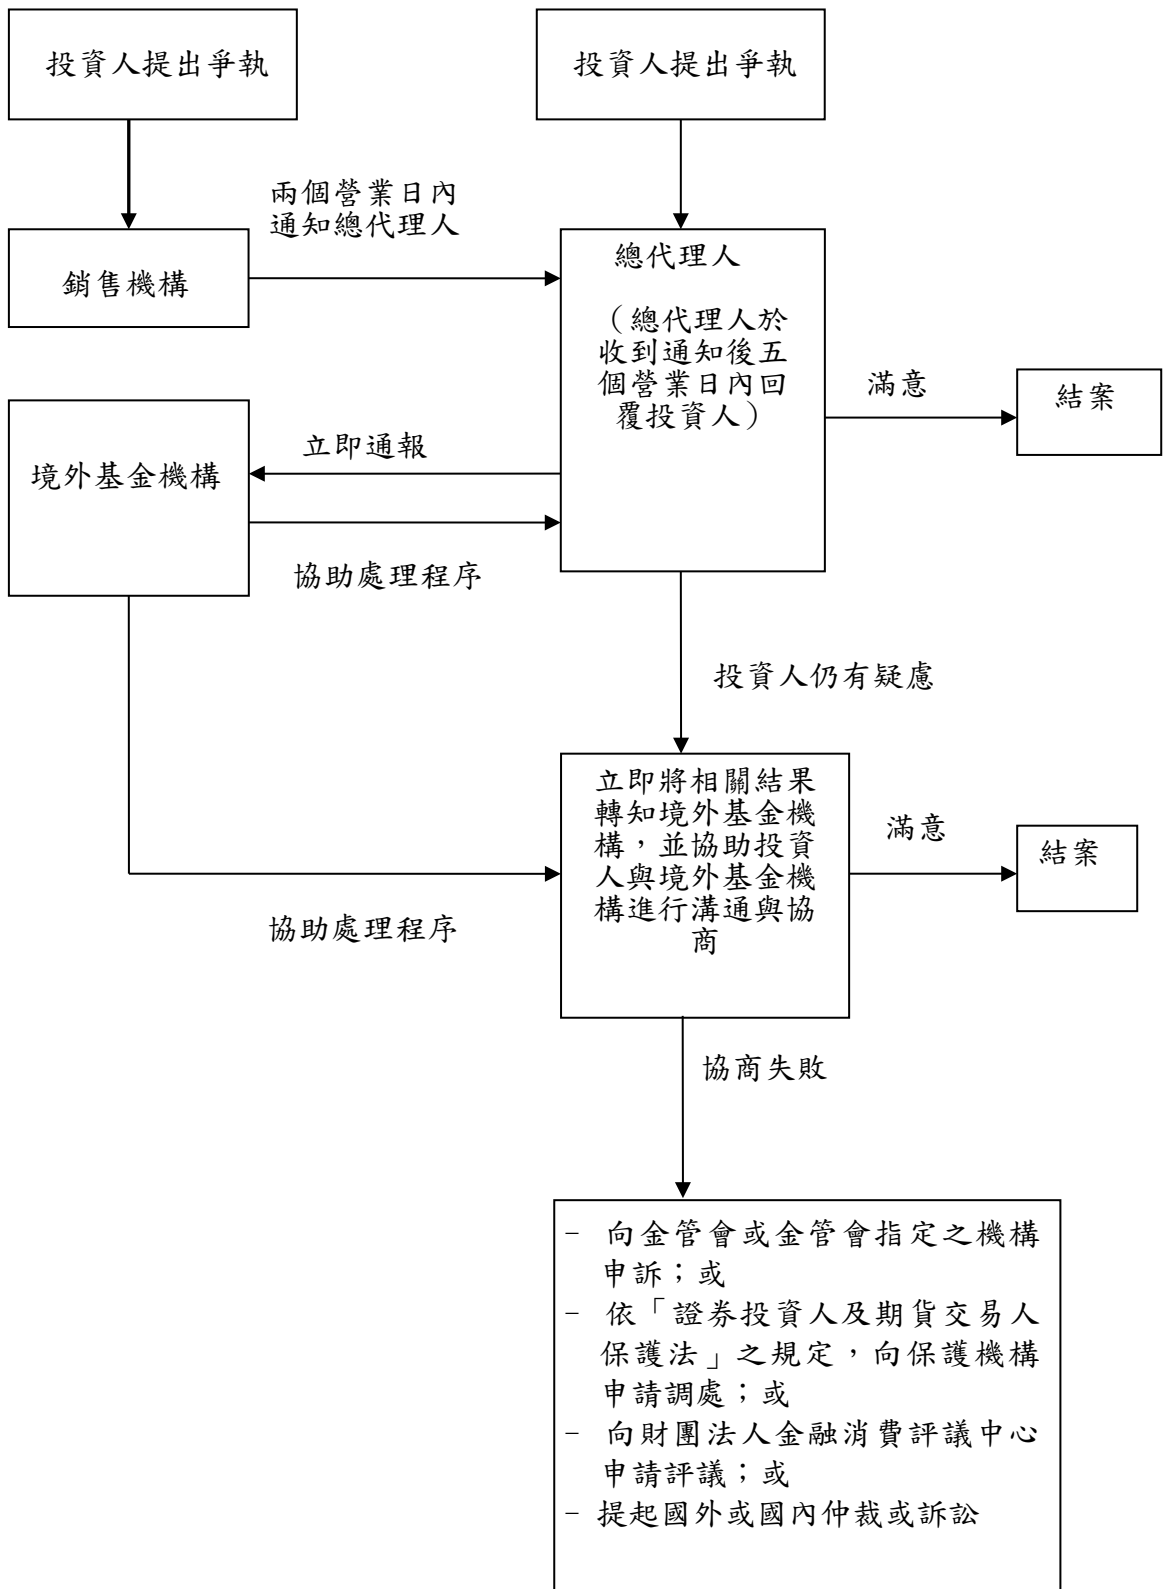 投資人提出爭執
投資人提出爭執
兩個營業日內
通知總代理人
銷售機構
總代理人
（總代理人於
收到通知後五
個營業日內回
覆投資人）
滿意
結案
境外基金機構
立即通報
協助處理程序
投資人仍有疑慮
立即將相關結果
轉知境外基金機
構，並協助投資
人與境外基金機
構進行溝通與協
商
滿意
結案
協助處理程序
協商失敗
- 向金管會或金管會指定之機構
申訴；或
- 依「證券投資人及期貨交易人
保護法」之規定，向保護機構
申請調處；或
- 向財團法人金融消費評議中心
申請評議；或
- 提起國外或國內仲裁或訴訟